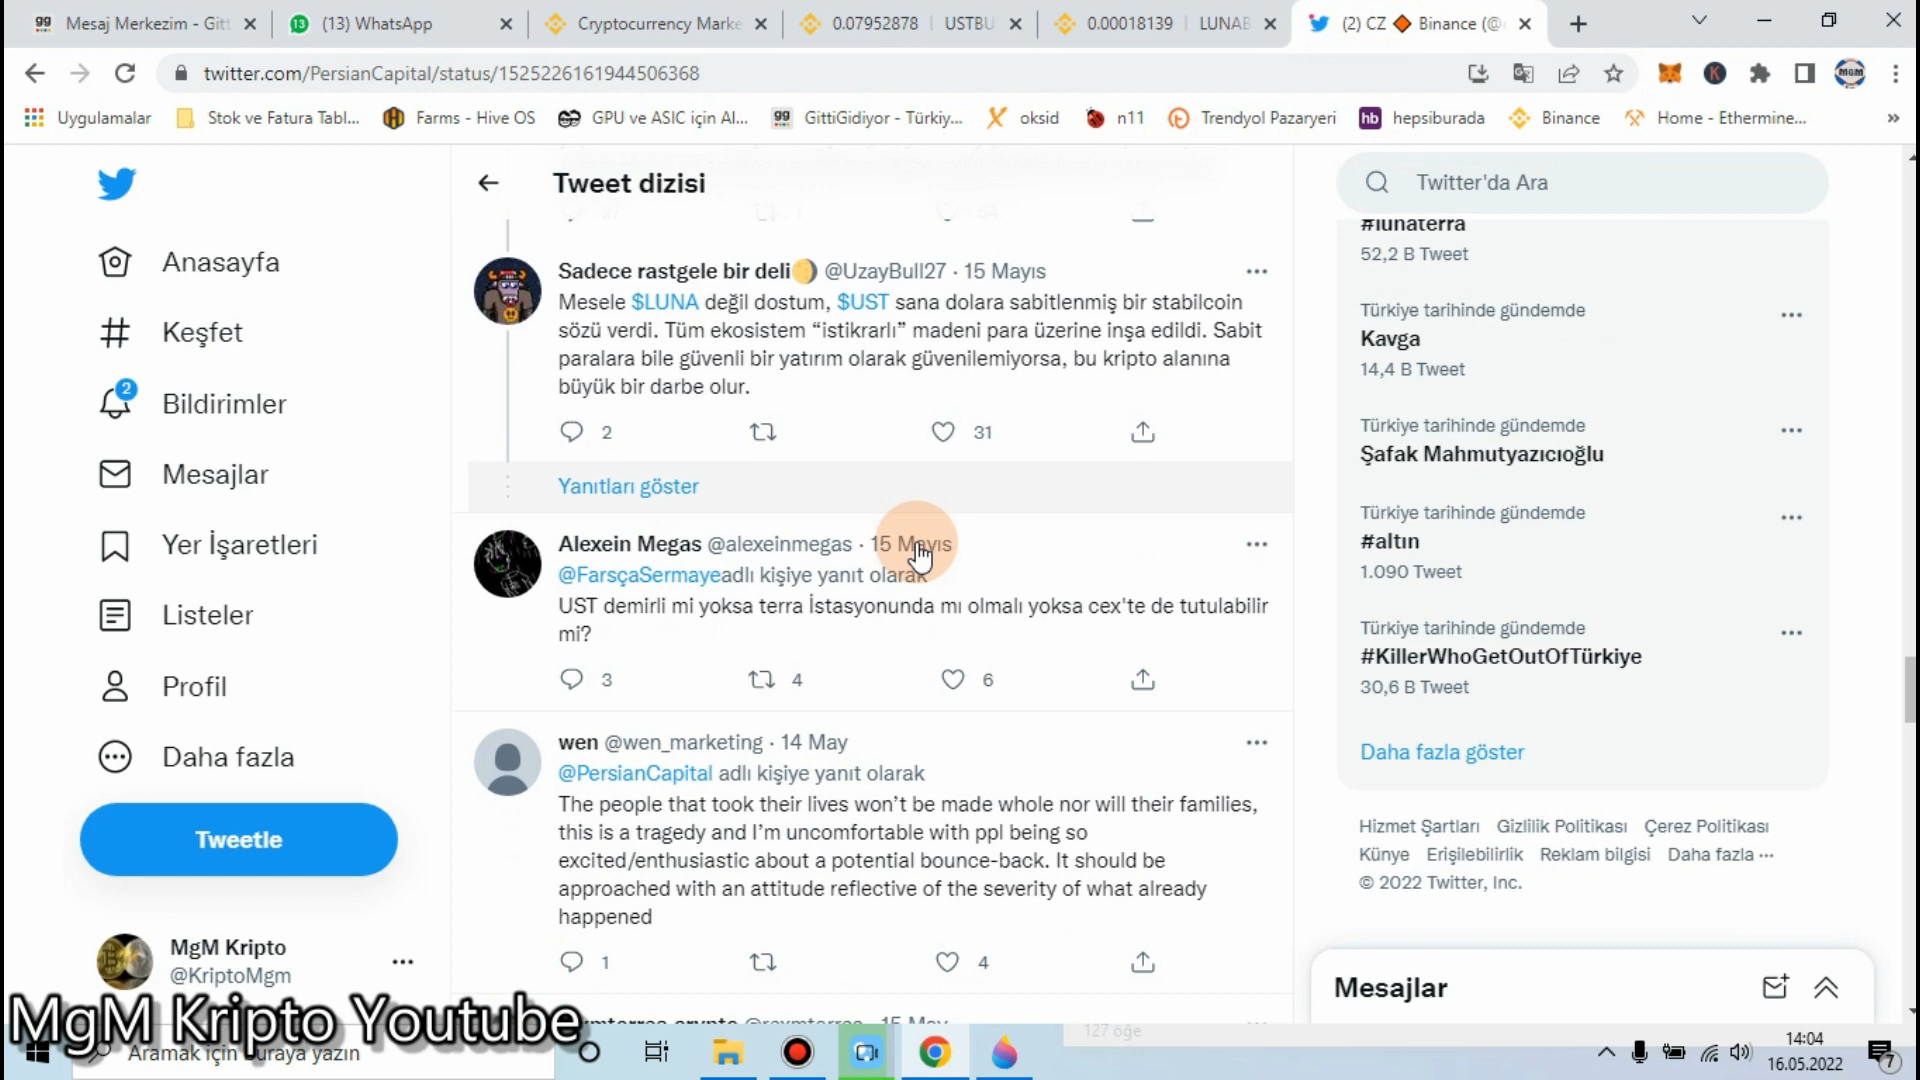 Mesaj Merkezim - Gitt
(13) WhatsApp
Cryptocurrency Marke
0.07952878 | USTBU
0.00018139 | LUNAB
(2) CZ 🔶 Binance (@
twitter.com/PersianCapital/status/1525226161944506368
Uygulamalar
Stok ve Fatura Tabl...
Farms - Hive OS
GPU ve ASIC için Al...
GittiGidiyor - Türkiy...
oksid
n11
Trendyol Pazaryeri
hepsiburada
Binance
Home - Ethermine...
Anasayfa
Keşfet
2
Bildirimler
Mesajlar
Yer İşaretleri
Listeler
Profil
Daha fazla
Tweetle
MgM Kripto
@KriptoMgm
Tweet dizisi
Sadece rastgele bir deli🌖 @UzayBull27 · 15 Mayıs
Mesele $LUNA değil dostum, $UST sana dolara sabitlenmiş bir stabilcoin
sözü verdi. Tüm ekosistem “istikrarlı” madeni para üzerine inşa edildi. Sabit
paralara bile güvenli bir yatırım olarak güvenilemiyorsa, bu kripto alanına
büyük bir darbe olur.
2 31
Yanıtları göster
Alexein Megas @alexeinmegas · 15 Mayıs
@FarsçaSermayeadlı kişiye yanıt olarak
UST demirli mi yoksa terra İstasyonunda mı olmalı yoksa cex'te de tutulabilir
mi?
3 4 6
wen @wen_marketing · 14 May
@PersianCapital adlı kişiye yanıt olarak
The people that took their lives won’t be made whole nor will their families,
this is a tragedy and I’m uncomfortable with ppl being so
excited/enthusiastic about a potential bounce-back. It should be
approached with an attitude reflective of the severity of what already
happened
1 4
Twitter'da Ara
#lunaterra
52,2 B Tweet
Türkiye tarihinde gündemde
Kavga
14,4 B Tweet
Türkiye tarihinde gündemde
Şafak Mahmutyazıcıoğlu
Türkiye tarihinde gündemde
#altın
1.090 Tweet
Türkiye tarihinde gündemde
#KillerWhoGetOutOfTürkiye
30,6 B Tweet
Daha fazla göster
Hizmet Şartları Gizlilik Politikası Çerez Politikası
Künye Erişilebilirlik Reklam bilgisi Daha fazla ···
© 2022 Twitter, Inc.
Mesajlar
MgM Kripto Youtube
Aramak için buraya yazın
127 öğe
14:04
16.05.2022
7